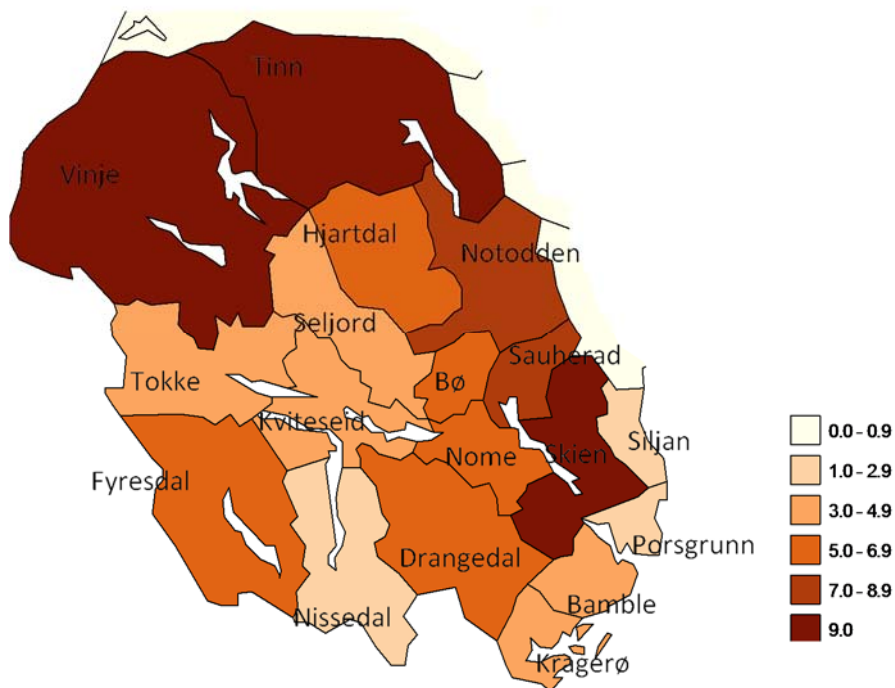 Tinn
Vinje
Hjartdal
Notodden
Seljord
Sauherad
Tokke
Bø
Kviteseid
Siljan
Nome
Skien
Fyresdal
Drangedal
Porsgrunn
Nissedal
Bamble
Kragerø
0.0 - 0.9
1.0 - 2.9
3.0 - 4.9
5.0 - 6.9
7.0 - 8.9
9.0